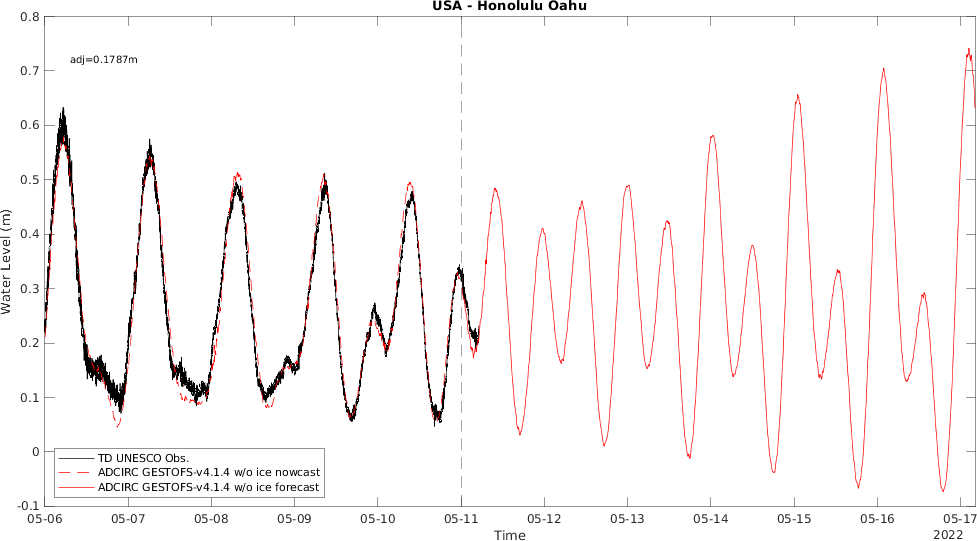 USA - Honolulu Oahu
adj=0.1787m
Water Level (m)
0.8
0.7
0.6
0.5
0.4
0.3
0.2
0.1
0
-0.1
TD UNESCO Obs.
ADCIRC GESTOFS-v4.1.4 w/o ice nowcast
ADCIRC GESTOFS-v4.1.4 w/o ice forecast
05-06 05-07 05-08 05-09 05-10 05-11 05-12 05-13 05-14 05-15 05-16 05-17
Time
2022